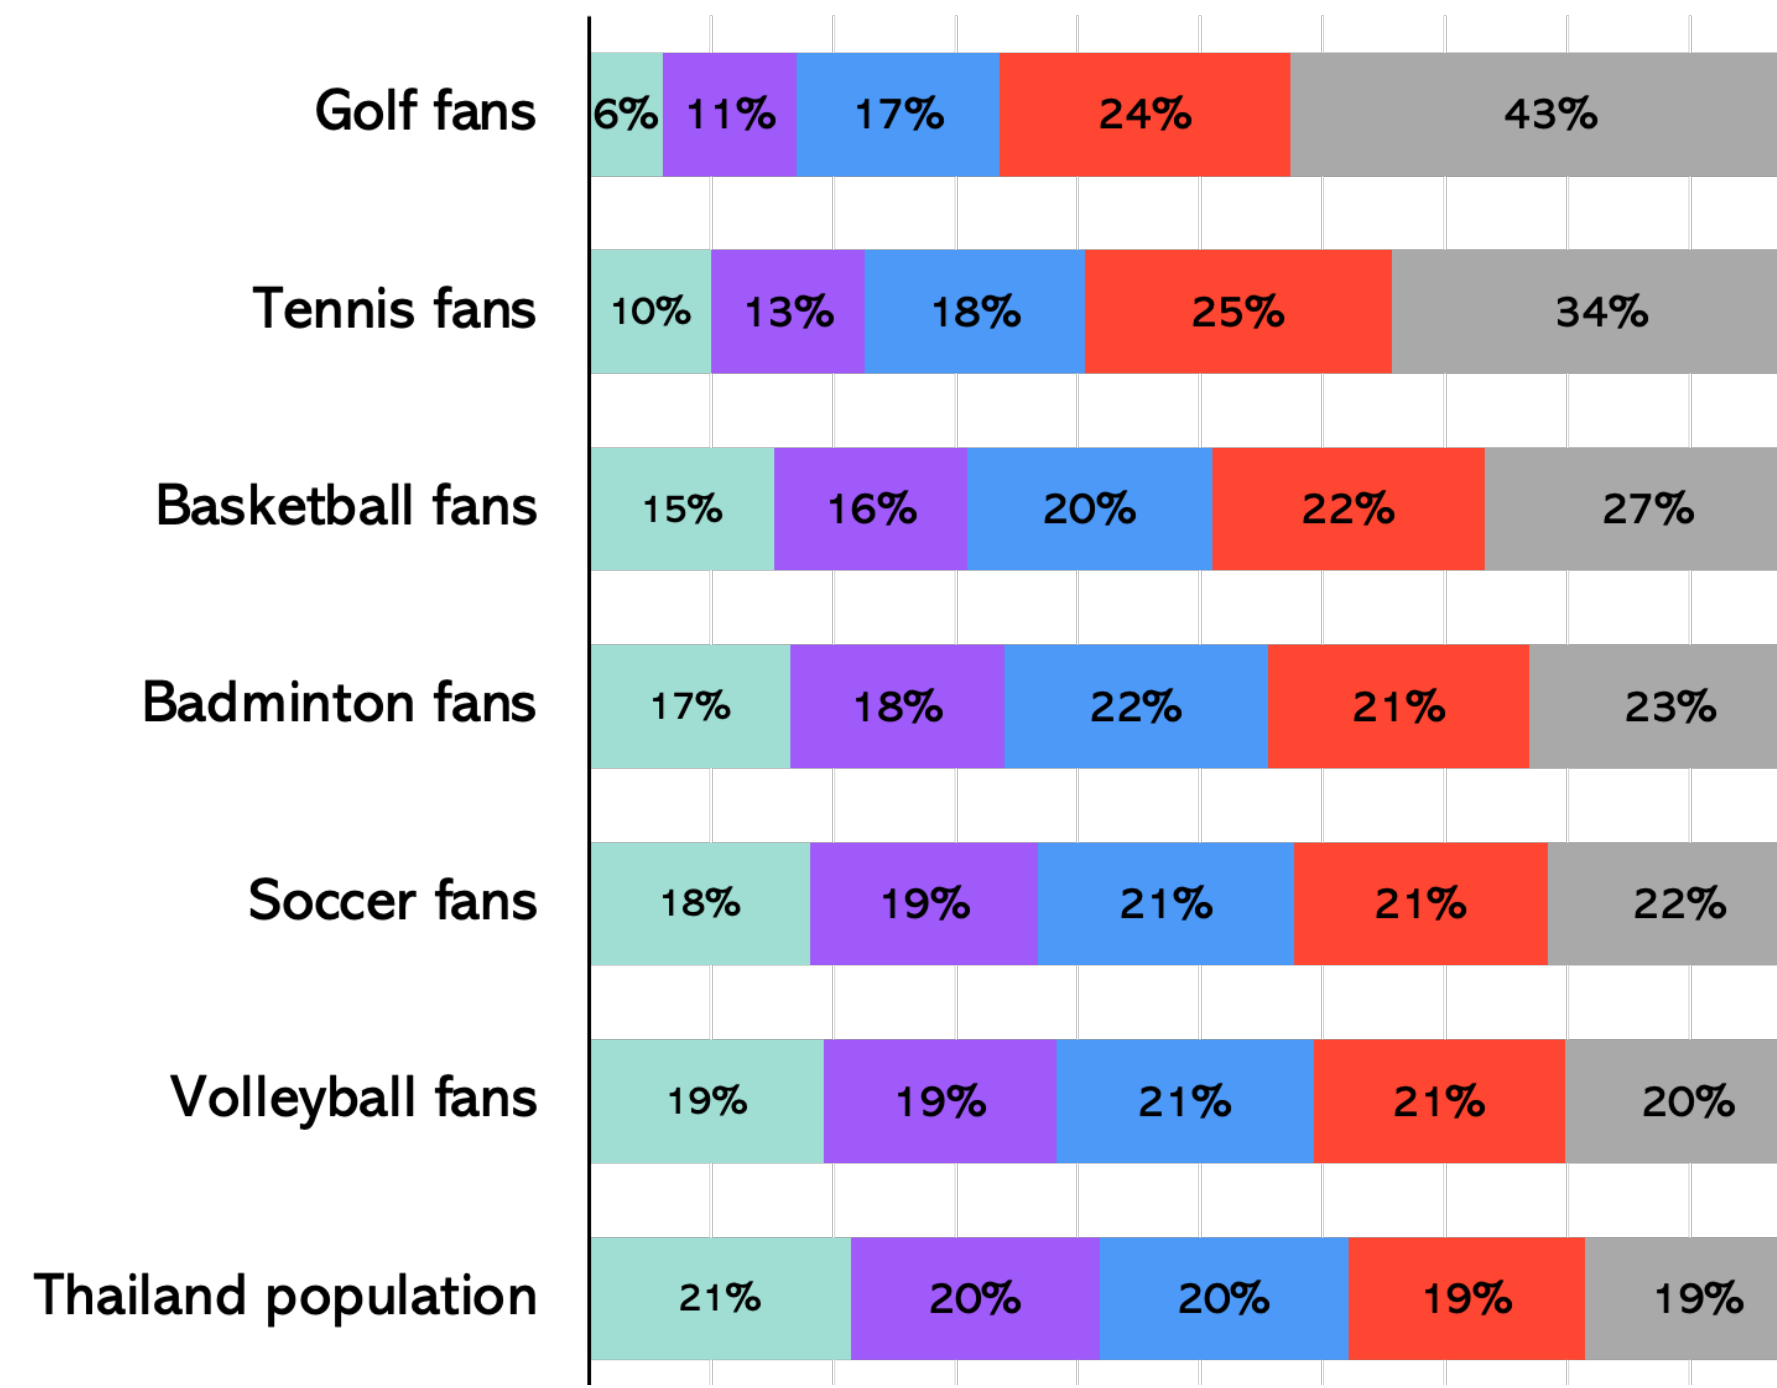 Golf fans 6% 11% 17% 24% 43%
Tennis fans 10% 13% 18% 25% 34%
Basketball fans 15% 16% 20% 22% 27%
Badminton fans 17% 18% 22% 21% 23%
Soccer fans 18% 19% 21% 21% 22%
Volleyball fans 19% 19% 21% 21% 20%
Thailand population 21% 20% 20% 19% 19%